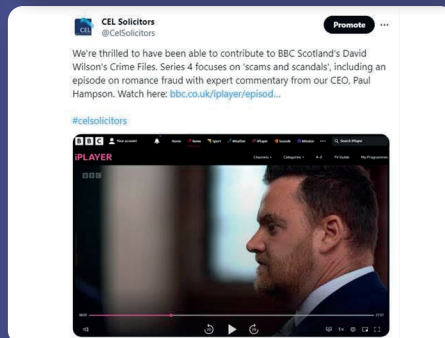 CEL Solicitors
@CelSolicitors
Promote ...
We're thrilled to have been able to contribute to BBC Scotland's David
Wilson's Crime Files. Series 4 focuses on 'scams and scandals', including an
episode on romance fraud with expert commentary from our CEO, Paul
Hampson. Watch here: bbc.co.uk/iplayer/episod...
#celsolicitors
BBC Your account Home News Sport Weather iPlayer Sounds Bitesize ... Search iPlayer
iPLAYER Channels Categories A-Z TV Guide My Programmes
BBC